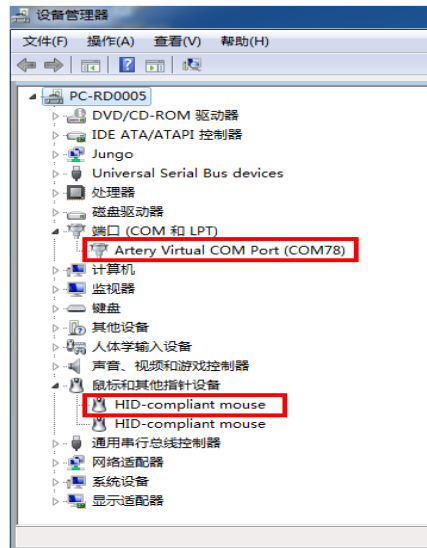 设备管理器
文件(F) 操作(A) 查看(V) 帮助(H)
PC-RD0005
DVD/CD-ROM 驱动器
IDE ATA/ATAPI 控制器
Jungo
Universal Serial Bus devices
处理器
磁盘驱动器
端口 (COM 和 LPT)
Artery Virtual COM Port (COM78)
计算机
监视器
键盘
其他设备
人体学输入设备
声音、视频和游戏控制器
鼠标和其他指针设备
HID-compliant mouse
HID-compliant mouse
通用串行总线控制器
网络适配器
系统设备
显示适配器